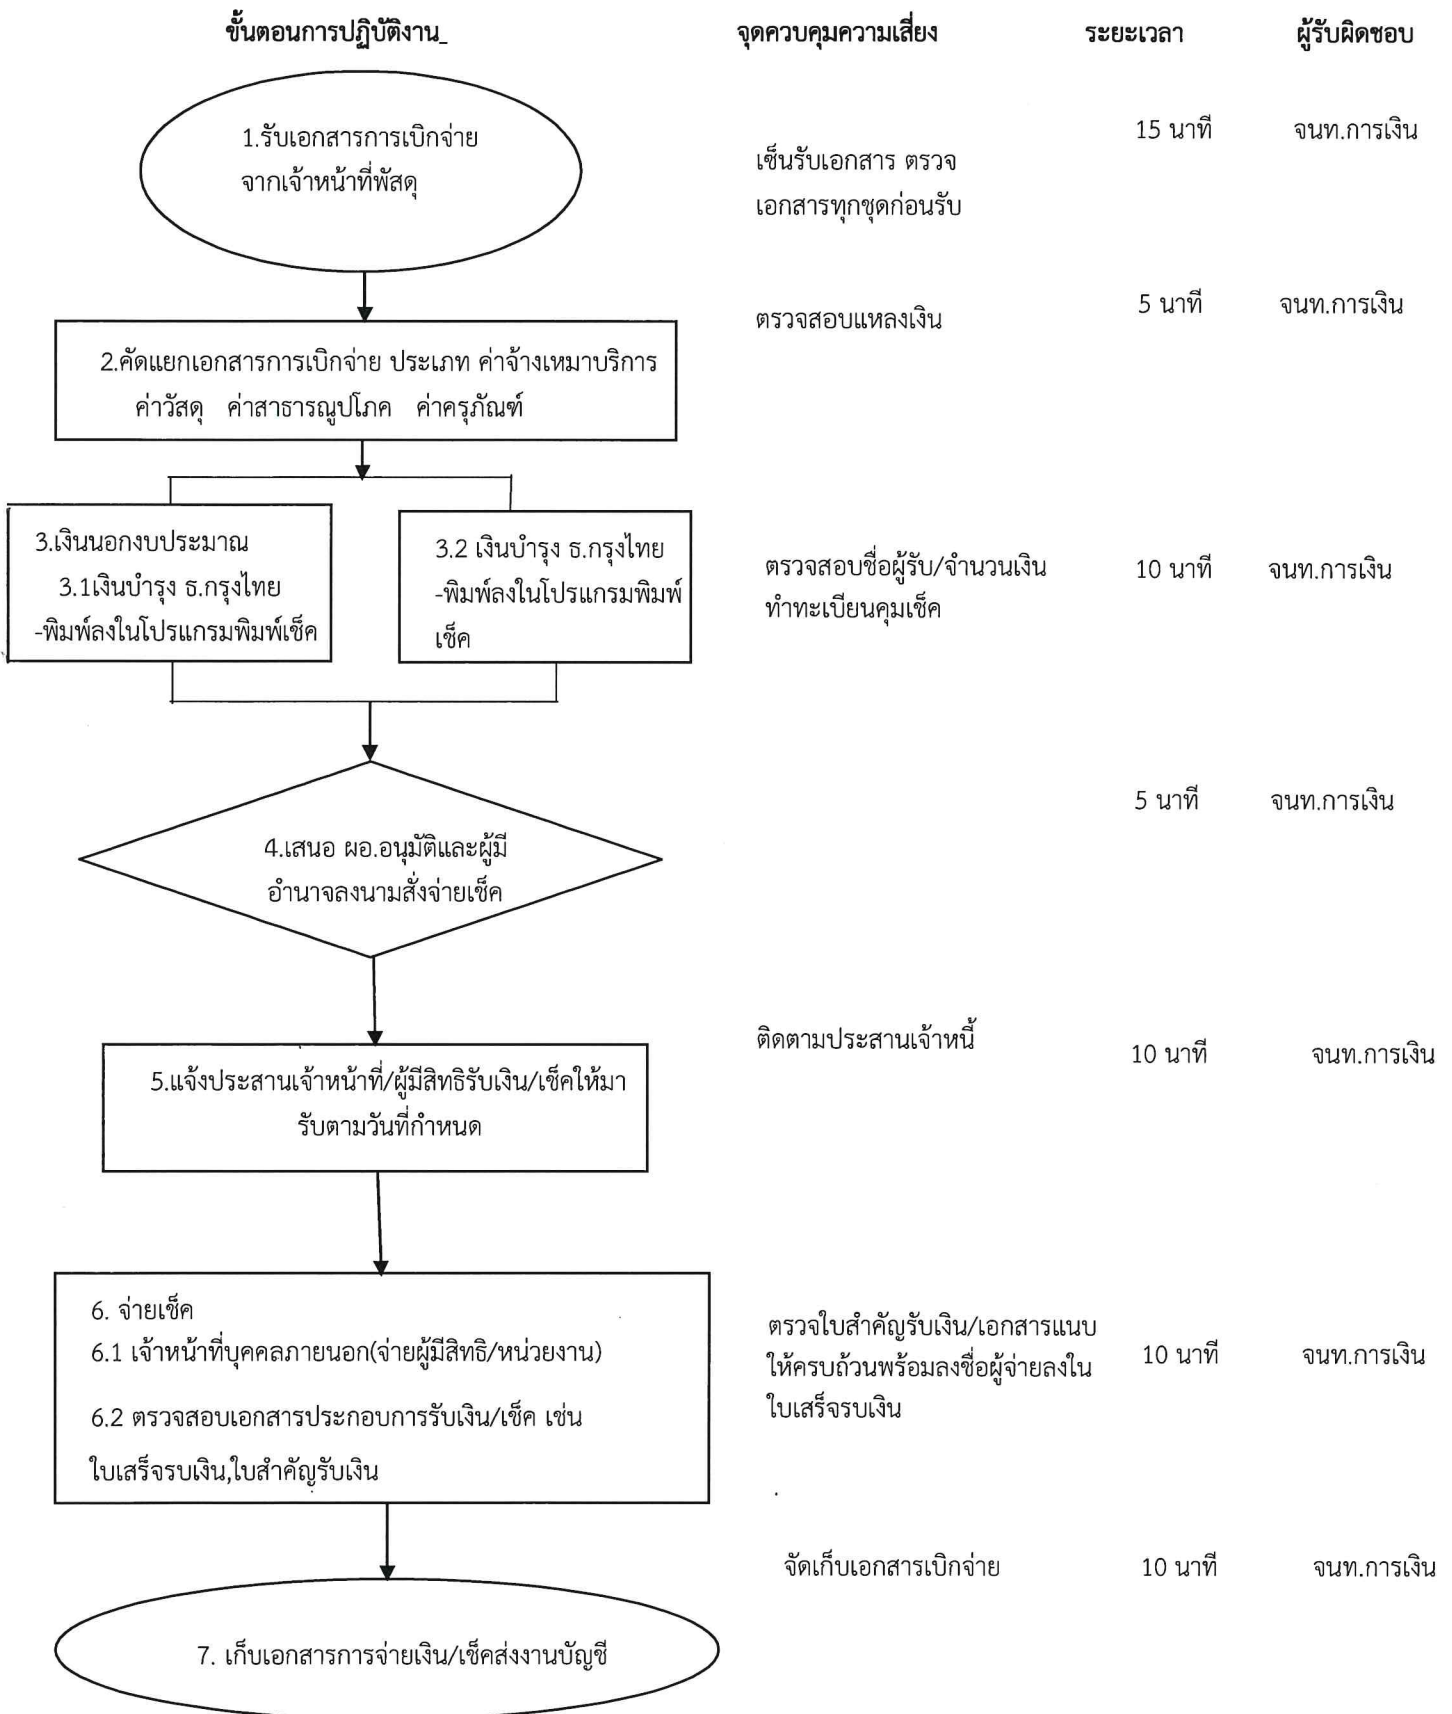 ขั้นตอนการปฏิบัติงาน_ จุดควบคุมความเสี่ยง ระยะเวลา ผู้รับผิดชอบ
1.รับเอกสารการเบิกจ่าย
จากเจ้าหน้าที่พัสดุ
เซ็นรับเอกสาร ตรวจ
เอกสารทุกชุดก่อนรับ
15 นาที จนท.การเงิน
2.คัดแยกเอกสารการเบิกจ่าย ประเภท ค่าจ้างเหมาบริการ
ค่าวัสดุ ค่าสาธารณูปโภค ค่าครุภัณฑ์
ตรวจสอบแหลงเงิน 5 นาที จนท.การเงิน
3.เงินนอกงบประมาณ
3.1เงินบำรุง ธ.กรุงไทย
-พิมพ์ลงในโปรแกรมพิมพ์เช็ค
3.2 เงินบำรุง ธ.กรุงไทย
-พิมพ์ลงในโปรแกรมพิมพ์
เช็ค
ตรวจสอบชื่อผู้รับ/จำนวนเงิน
ทำทะเบียนคุมเช็ค
10 นาที จนท.การเงิน
4.เสนอ ผอ.อนุมัติและผู้มี
อำนาจลงนามสั่งจ่ายเช็ค
5 นาที จนท.การเงิน
5.แจ้งประสานเจ้าหน้าที่/ผู้มีสิทธิรับเงิน/เช็คให้มา
รับตามวันที่กำหนด
ติดตามประสานเจ้าหนี้ 10 นาที จนท.การเงิน
6. จ่ายเช็ค
6.1 เจ้าหน้าที่บุคคลภายนอก(จ่ายผู้มีสิทธิ/หน่วยงาน)
6.2 ตรวจสอบเอกสารประกอบการรับเงิน/เช็ค เช่น
ใบเสร็จรบเงิน,ใบสำคัญรับเงิน
ตรวจใบสำคัญรับเงิน/เอกสารแนบ
ให้ครบถ้วนพร้อมลงชื่อผู้จ่ายลงใน
ใบเสร็จรบเงิน
10 นาที จนท.การเงิน
7. เก็บเอกสารการจ่ายเงิน/เช็คส่งงานบัญชี
จัดเก็บเอกสารเบิกจ่าย 10 นาที จนท.การเงิน